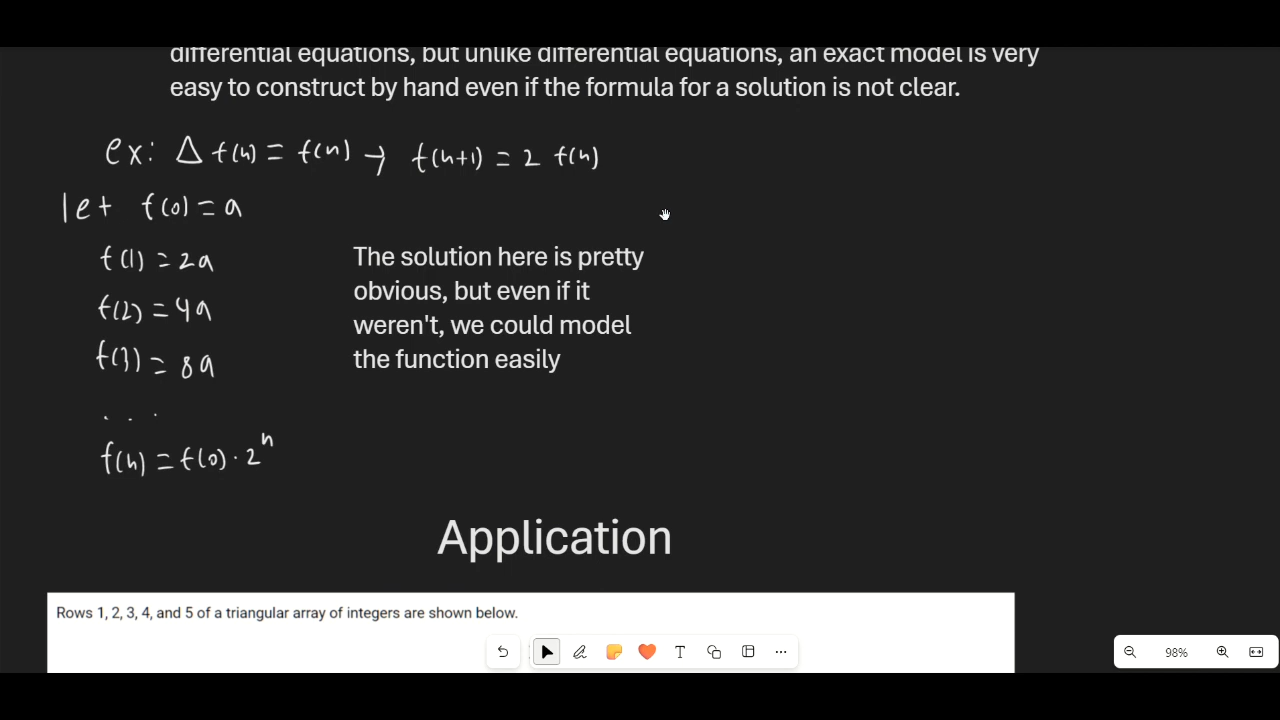 differential equations, but unlike differential equations, an exact model is very
easy to construct by hand even if the formula for a solution is not clear.
ex: Δ f(n) = f(n) → f(n+1) = 2 f(n)
let f(0) = a
f(1) = 2a
f(2) = 4a
f(3) = 8a
. . .
f(n) = f(0) · 2^n
The solution here is pretty
obvious, but even if it
weren't, we could model
the function easily
Application
Rows 1, 2, 3, 4, and 5 of a triangular array of integers are shown below.
98%